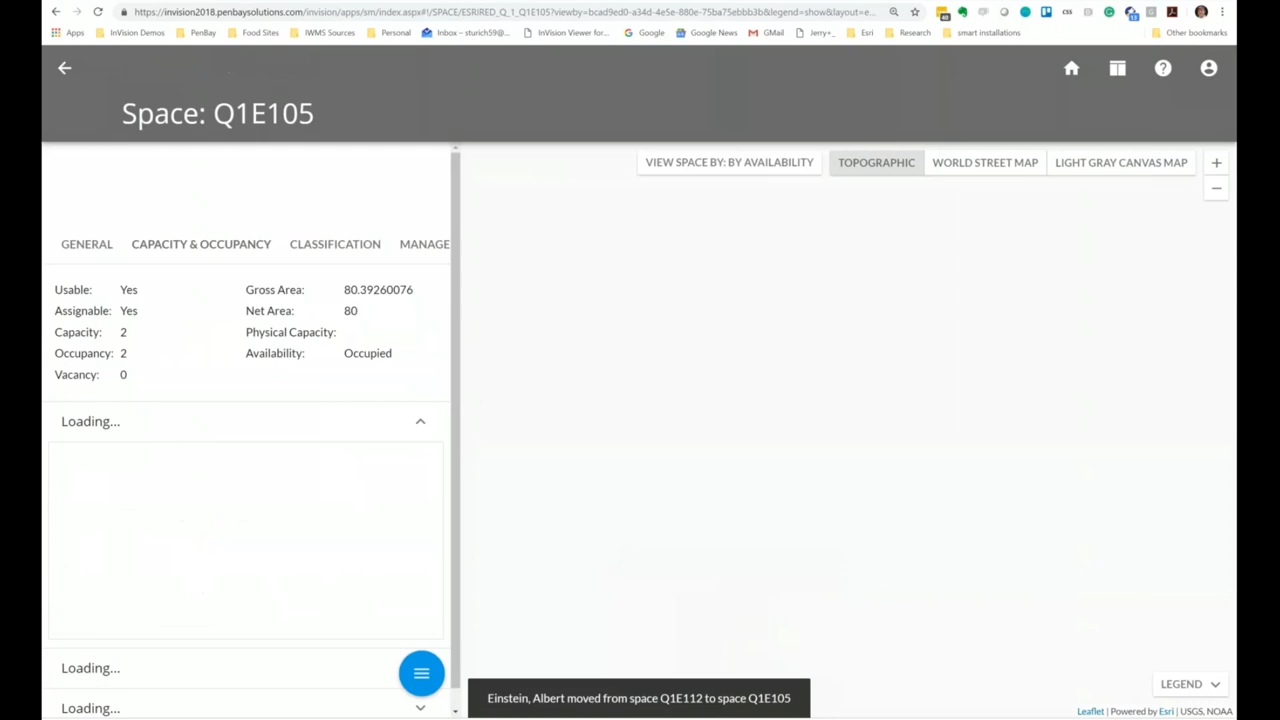 https://invision2018.penbaysolutions.com/invision/apps/sm/index.aspx#!/SPACE/ESRIRED_Q_1_Q1E105?viewby=bcad9ed0-a34d-4e5e-880e-75ba75ebbb3b&legend=show&layout=e...
Apps InVision Demos PenBay Food Sites IWMS Sources Personal Inbox – sturich59@... InVision Viewer for... Google Google News GMail Jerry+_ Esri Research smart installations Other bookmarks
Space: Q1E105
VIEW SPACE BY: BY AVAILABILITY TOPOGRAPHIC WORLD STREET MAP LIGHT GRAY CANVAS MAP +
−
GENERAL CAPACITY & OCCUPANCY CLASSIFICATION MANAGE
Usable: Yes Gross Area: 80.39260076
Assignable: Yes Net Area: 80
Capacity: 2 Physical Capacity:
Occupancy: 2 Availability: Occupied
Vacancy: 0
Loading...
Loading...
Loading...
Einstein, Albert moved from space Q1E112 to space Q1E105
LEGEND
Leaflet | Powered by Esri | USGS, NOAA